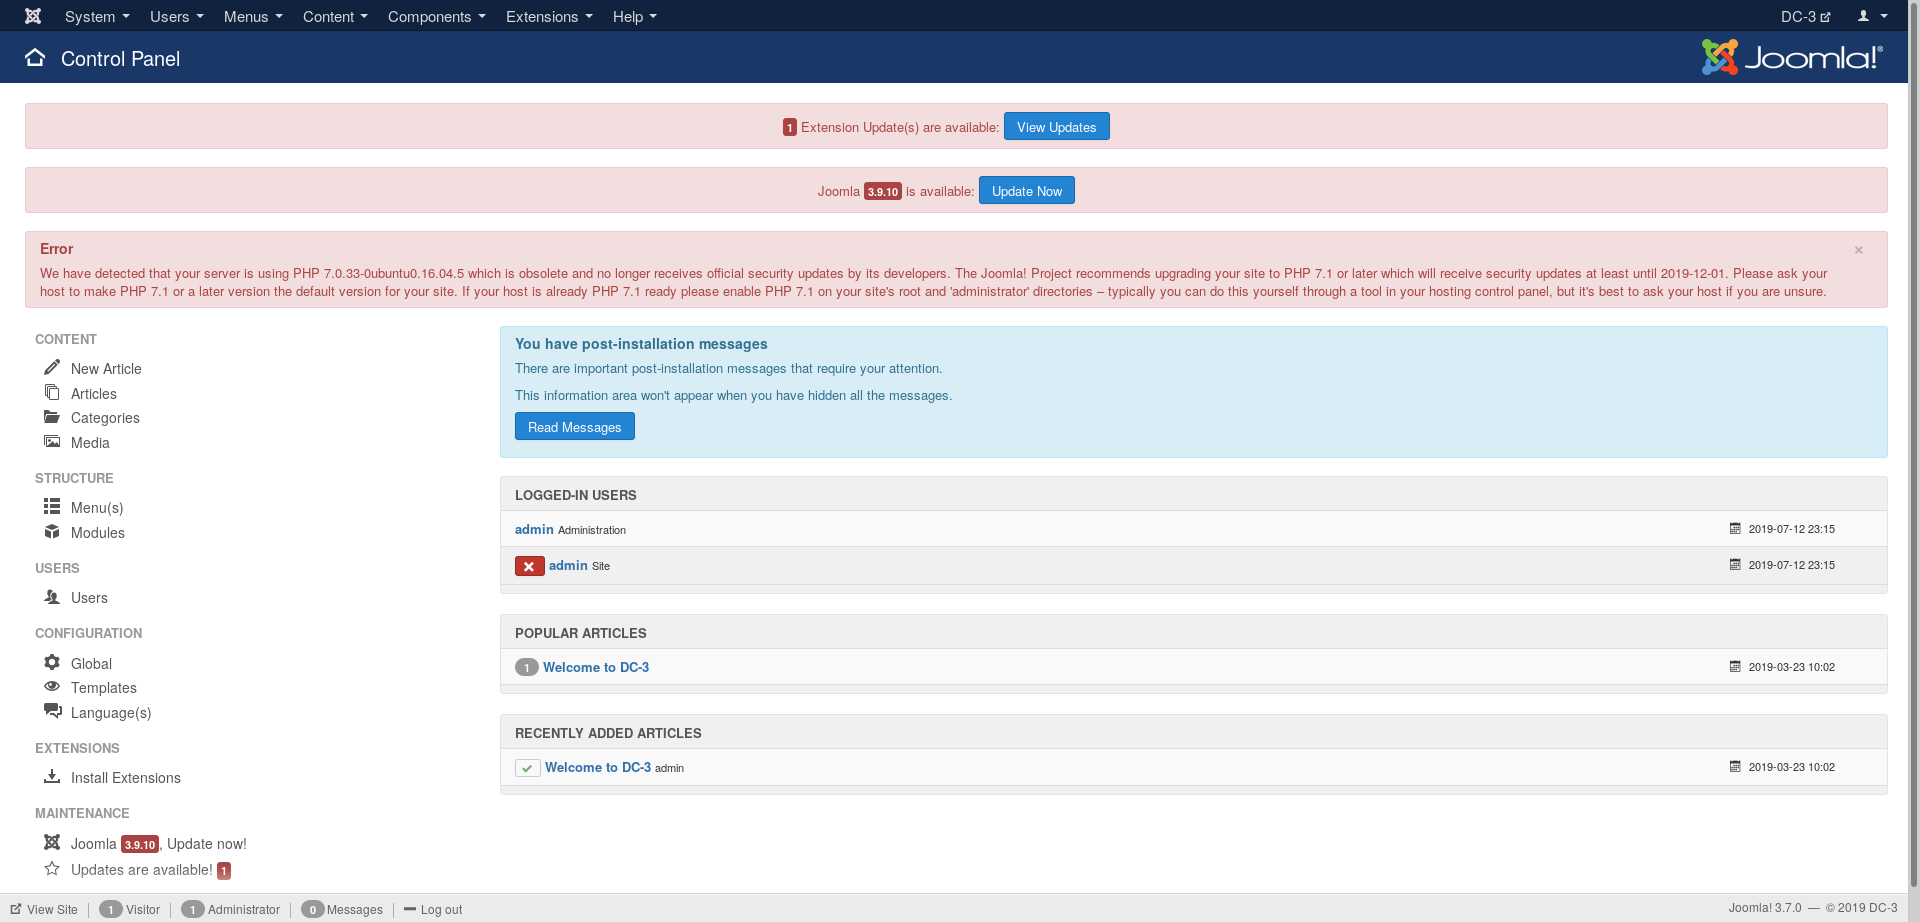 System Users Menus Content Components Extensions Help DC-3
Control Panel Joomla!®
1 Extension Update(s) are available: View Updates
Joomla 3.9.10 is available: Update Now
Error ×
We have detected that your server is using PHP 7.0.33-0ubuntu0.16.04.5 which is obsolete and no longer receives official security updates by its developers. The Joomla! Project recommends upgrading your site to PHP 7.1 or later which will receive security updates at least until 2019-12-01. Please ask your
host to make PHP 7.1 or a later version the default version for your site. If your host is already PHP 7.1 ready please enable PHP 7.1 on your site's root and 'administrator' directories – typically you can do this yourself through a tool in your hosting control panel, but it's best to ask your host if you are unsure.
CONTENT
New Article
Articles
Categories
Media
STRUCTURE
Menu(s)
Modules
USERS
Users
CONFIGURATION
Global
Templates
Language(s)
EXTENSIONS
Install Extensions
MAINTENANCE
Joomla 3.9.10, Update now!
Updates are available! 1
You have post-installation messages
There are important post-installation messages that require your attention.
This information area won't appear when you have hidden all the messages.
Read Messages
LOGGED-IN USERS
admin Administration 2019-07-12 23:15
admin Site 2019-07-12 23:15
POPULAR ARTICLES
1 Welcome to DC-3 2019-03-23 10:02
RECENTLY ADDED ARTICLES
Welcome to DC-3 admin 2019-03-23 10:02
View Site 1 Visitor 1 Administrator 0 Messages Log out Joomla! 3.7.0 — © 2019 DC-3